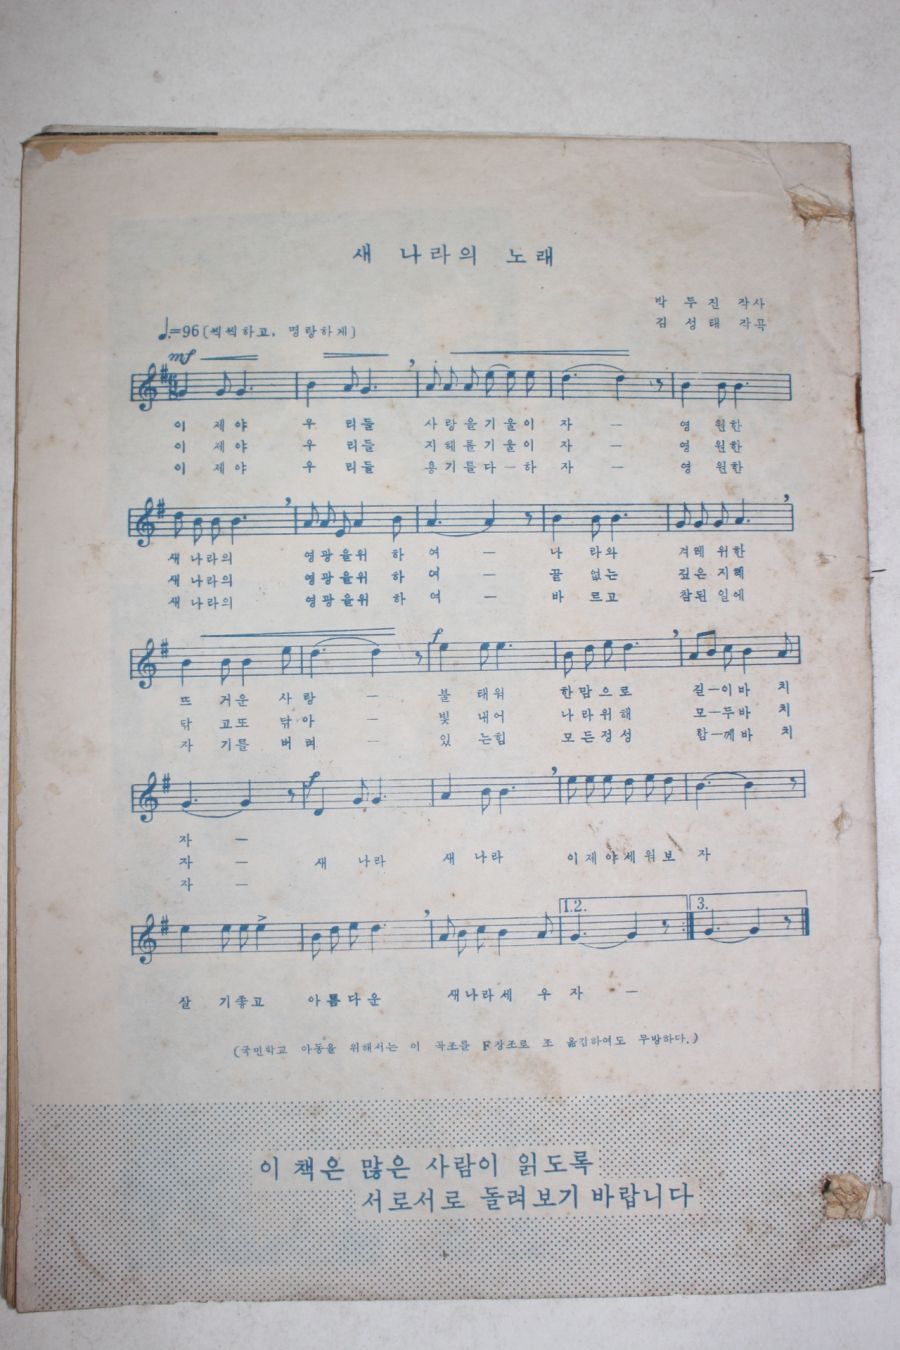 새 나라의 노래
박 두 진 작사
김 성 태 작곡
♩.=96 (씩씩하고, 명랑하게)
mf
이 제야 우 리들 사랑을기울이 자 — 영 원한
이 제야 우 리들 지혜를기울이 자 — 영 원한
이 제야 우 리들 용기를다—하 자 — 영 원한
새 나라의 영광을위 하 여 — 나 라와 겨레 위한
새 나라의 영광을위 하 여 — 끝 없는 깊은 지혜
새 나라의 영광을위 하 여 — 바 르고 참된 일에
f
뜨 거운 사 랑 — 불 태워 한맘으로 길—이바 치
닦 고또 닦아 — 빛 내어 나라위해 모—두바 치
자 기를 버려 — 있 는힘 모든정성 함—께바 치
f
자 —
자 — 새 나라 새 나라 이제야세워보 자
자 —
1.2. 3.
살 기좋고 아름다운 새나라세 우 자 —
(국민학교 아동을 위해서는 이 곡조를 F장조로 조 옮김하여도 무방하다.)
이 책은 많은 사람이 읽도록
서로서로 돌려보기 바랍니다